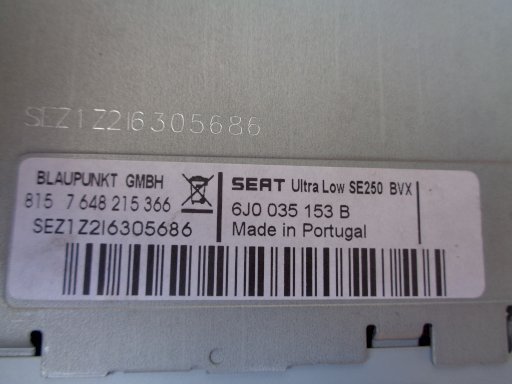 SEZ1Z2I6305686
BLAUPUNKT GMBH
815 7 648 215 366
SEZ1Z2I6305686
SEAT Ultra Low SE250 BVX
6J0 035 153 B
Made in Portugal